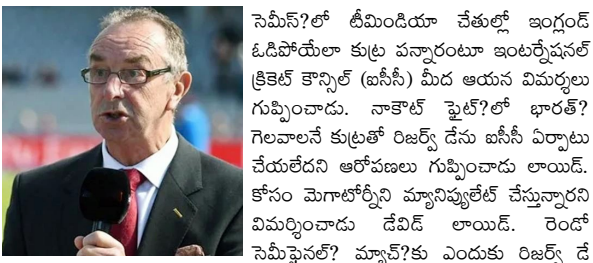 సెమీస్?లో టీమిండియా చేతుల్లో ఇంగ్లండ్
ఓడిపోయేలా కుట్ర పన్నారంటూ ఇంటర్నేషనల్
క్రికెట్ కౌన్సిల్ (ఐసీసీ) మీద ఆయన విమర్శలు
గుప్పించాడు. నాకౌట్ ఫైట్?లో భారత్?
గెలవాలనే కుట్రతో రిజర్వ్ డేను ఐసీసీ ఏర్పాటు
చేయలేదని ఆరోపణలు గుప్పించాడు లాయిడ్.
కోసం మెగాటోర్నీని మ్యానిప్యులేట్ చేస్తున్నారని
విమర్శించాడు డేవిడ్ లాయిడ్. రెండో
సెమీఫైనల్? మ్యాచ్?కు ఎందుకు రిజర్వ్ డే